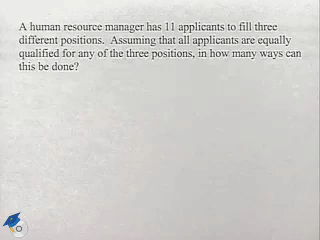 A human resource manager has 11 applicants to fill three
different positions.  Assuming that all applicants are equally
qualified for any of the three positions, in how many ways can
this be done?